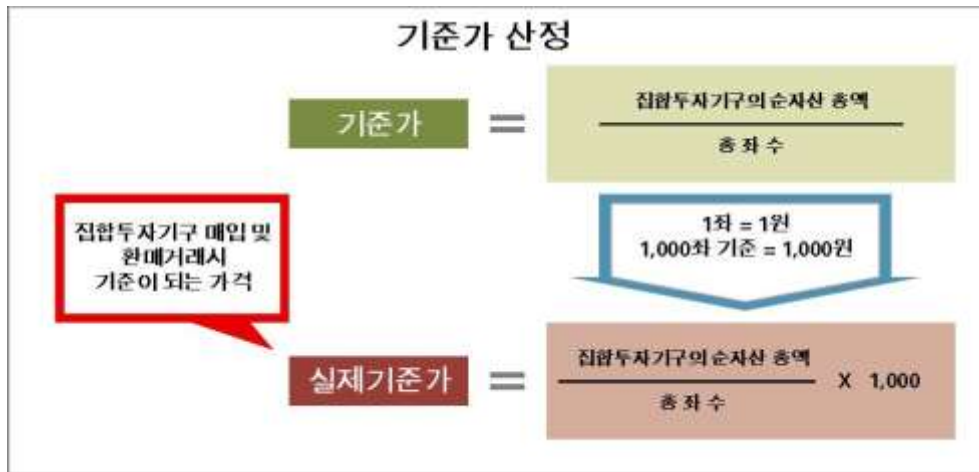 기준가 산정
기준가
=
집합투자기구의 순자산 총액
총 좌 수
집합투자기구 매입 및
환매거래시
기준이 되는 가격
1좌 = 1원
1,000좌 기준 = 1,000원
실제기준가
=
집합투자기구의 순자산 총액
총 좌 수
X 1,000